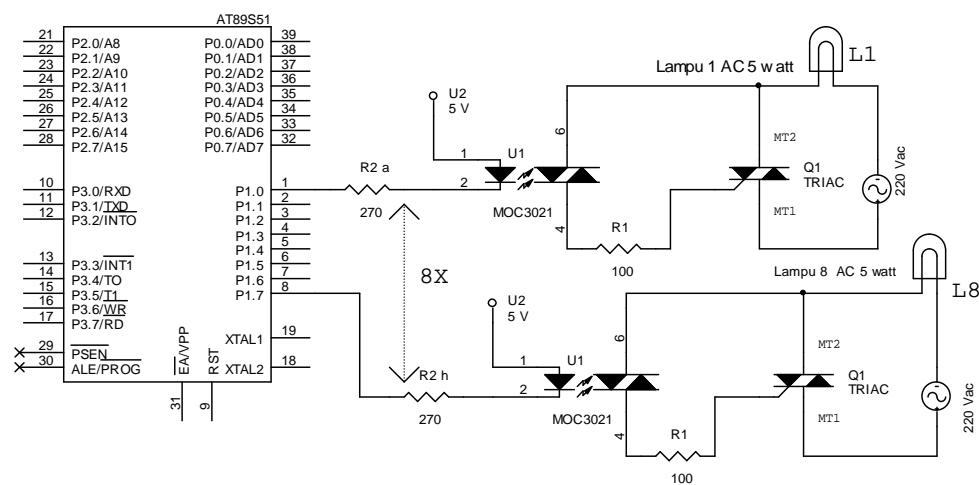 AT89S51
21 P2.0/A8 P0.0/AD0 39
22 P2.1/A9 P0.1/AD1 38
23 P2.2/A10 P0.2/AD2 37
24 P2.3/A11 P0.3/AD3 36
25 P2.4/A12 P0.4/AD4 35
26 P2.5/A13 P0.5/AD5 34
27 P2.6/A14 P0.6/AD6 33
28 P2.7/A15 P0.7/AD7 32
10 P3.0/RXD P1.0 1
11 P3.1/TXD P1.1 2
12 P3.2/INTO P1.2 3
P1.3 4
P1.4 5
13 P3.3/INT1 P1.5 6
14 P3.4/TO P1.6 7
15 P3.5/T1 P1.7 8
16 P3.6/WR
17 P3.7/RD
XTAL1 19
29 PSEN
30 ALE/PROG XTAL2 18
EA/VPP
RST
31
9
Lampu 1 AC 5 watt
L1
U2
5 V
1
2
U1
MOC3021
6
4
R2 a
270
R1
100
MT2
Q1
TRIAC
MT1
220 Vac
8X
Lampu 8 AC 5 watt
L8
U2
5 V
1
2
U1
MOC3021
6
4
R2 h
270
R1
100
MT2
Q1
TRIAC
MT1
220 Vac